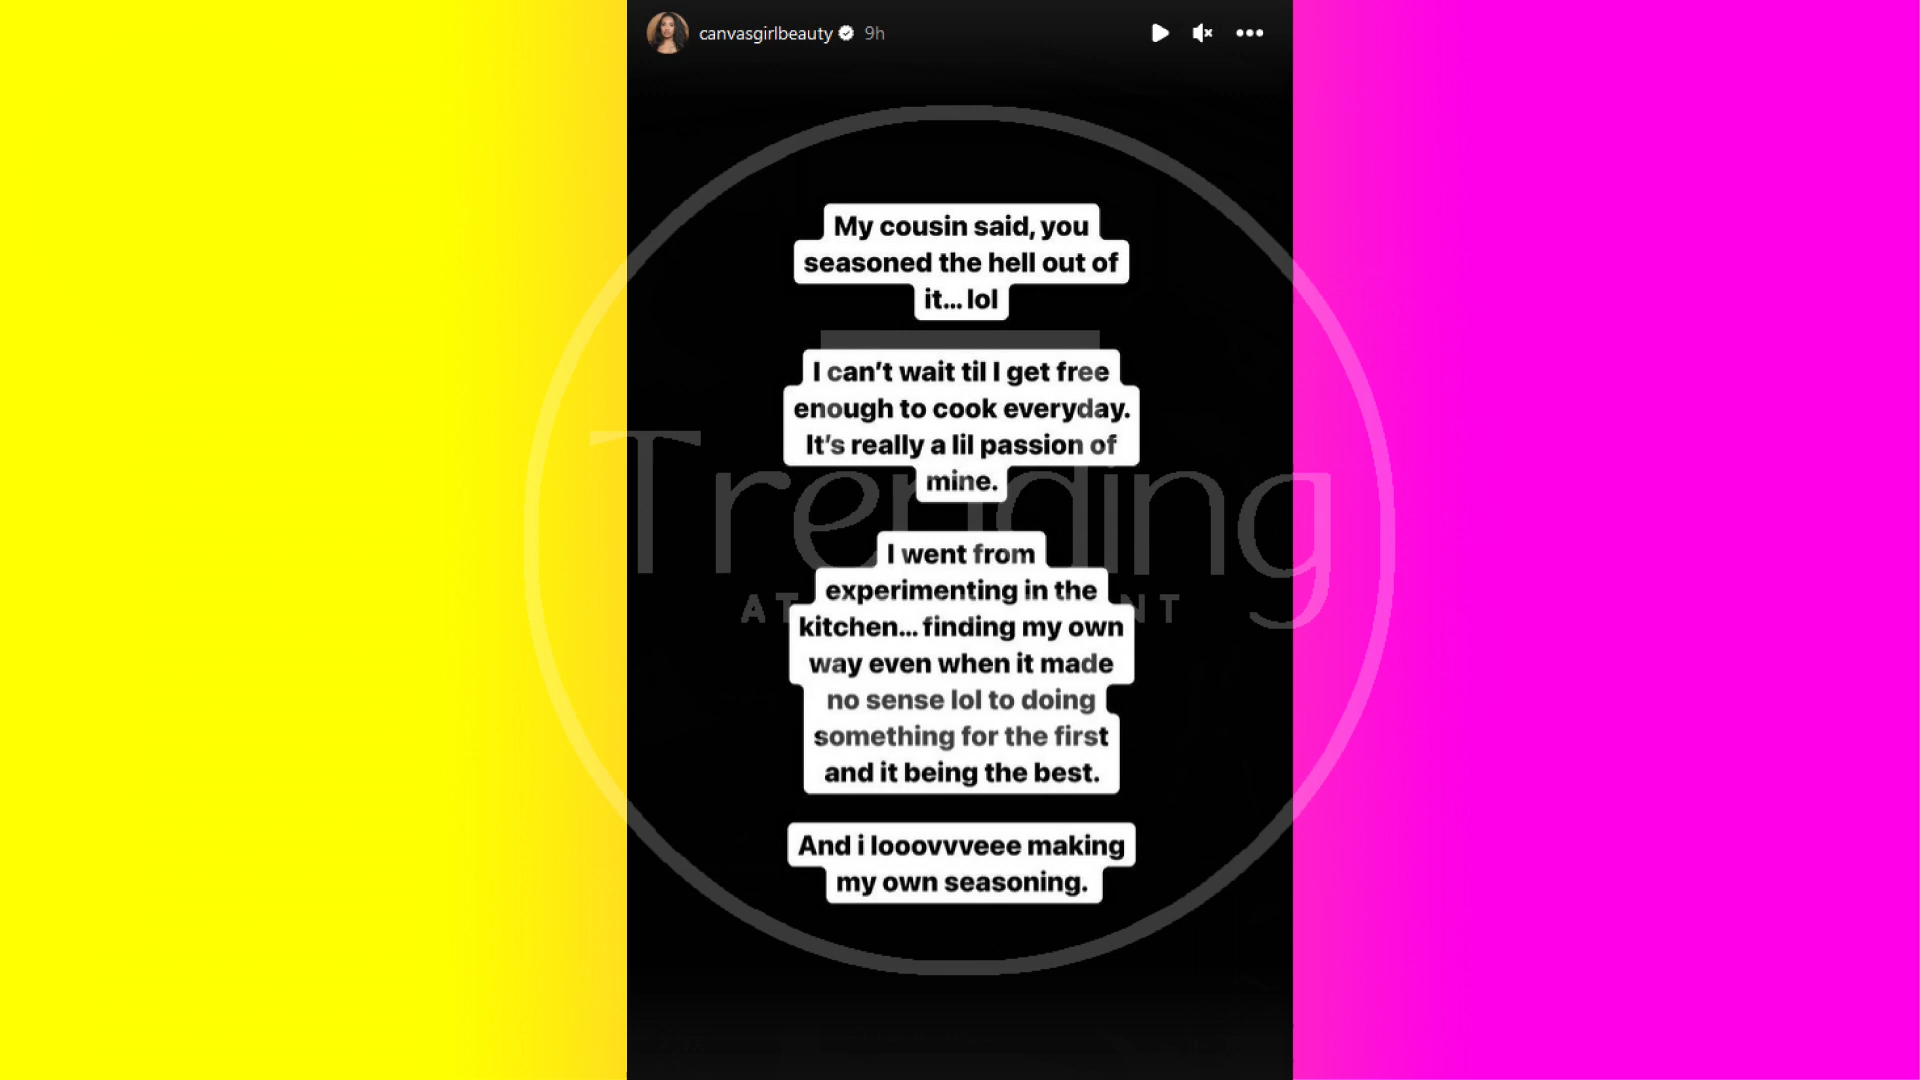 canvasgirlbeauty 9h
My cousin said, you
seasoned the hell out of
it... lol
I can't wait til I get free
enough to cook everyday.
It's really a lil passion of
mine.
I went from
experimenting in the
kitchen... finding my own
way even when it made
no sense lol to doing
something for the first
and it being the best.
And i looovvveee making
my own seasoning.
Trending